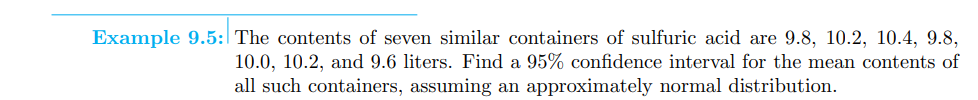 Example 9.5: The contents of seven similar containers of sulfuric acid are 9.8, 10.2, 10.4, 9.8,
10.0, 10.2, and 9.6 liters. Find a 95% confidence interval for the mean contents of
all such containers, assuming an approximately normal distribution.